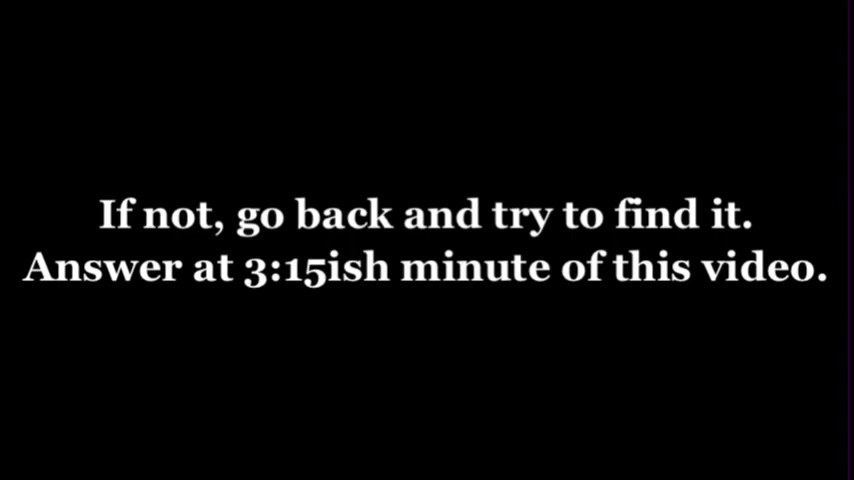 If not, go back and try to find it.
Answer at 3:15ish minute of this video.